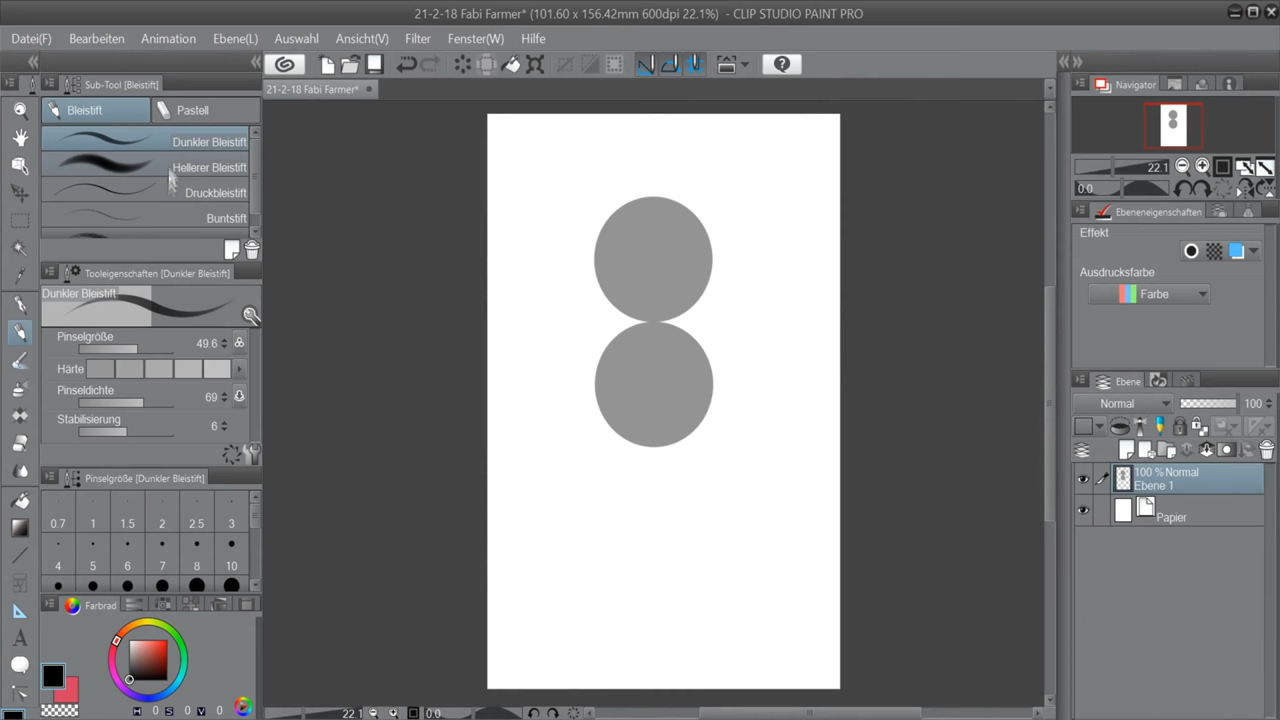 21-2-18 Fabi Farmer* (101.60 x 156.42mm 600dpi 22.1%) - CLIP STUDIO PAINT PRO
Datei(F) Bearbeiten Animation Ebene(L) Auswahl Ansicht(V) Filter Fenster(W) Hilfe
21-2-18 Fabi Farmer*
Sub-Tool [Bleistift]
Bleistift Pastell
Dunkler Bleistift
Hellerer Bleistift
Druckbleistift
Buntstift
Tooleigenschaften [Dunkler Bleistift]
Dunkler Bleistift
Pinselgröße 49.6
Härte
Pinseldichte 69
Stabilisierung 6
Pinselgröße [Dunkler Bleistift]
0.7 1 1.5 2 2.5 3
4 5 6 7 8 10
Farbrad
H 0 S 0 V 0
22.1 0.0
Navigator
22.1
0.0
Ebeneneigenschaften
Effekt
Ausdrucksfarbe
Farbe
Ebene
Normal 100
100 % Normal
Ebene 1
Papier